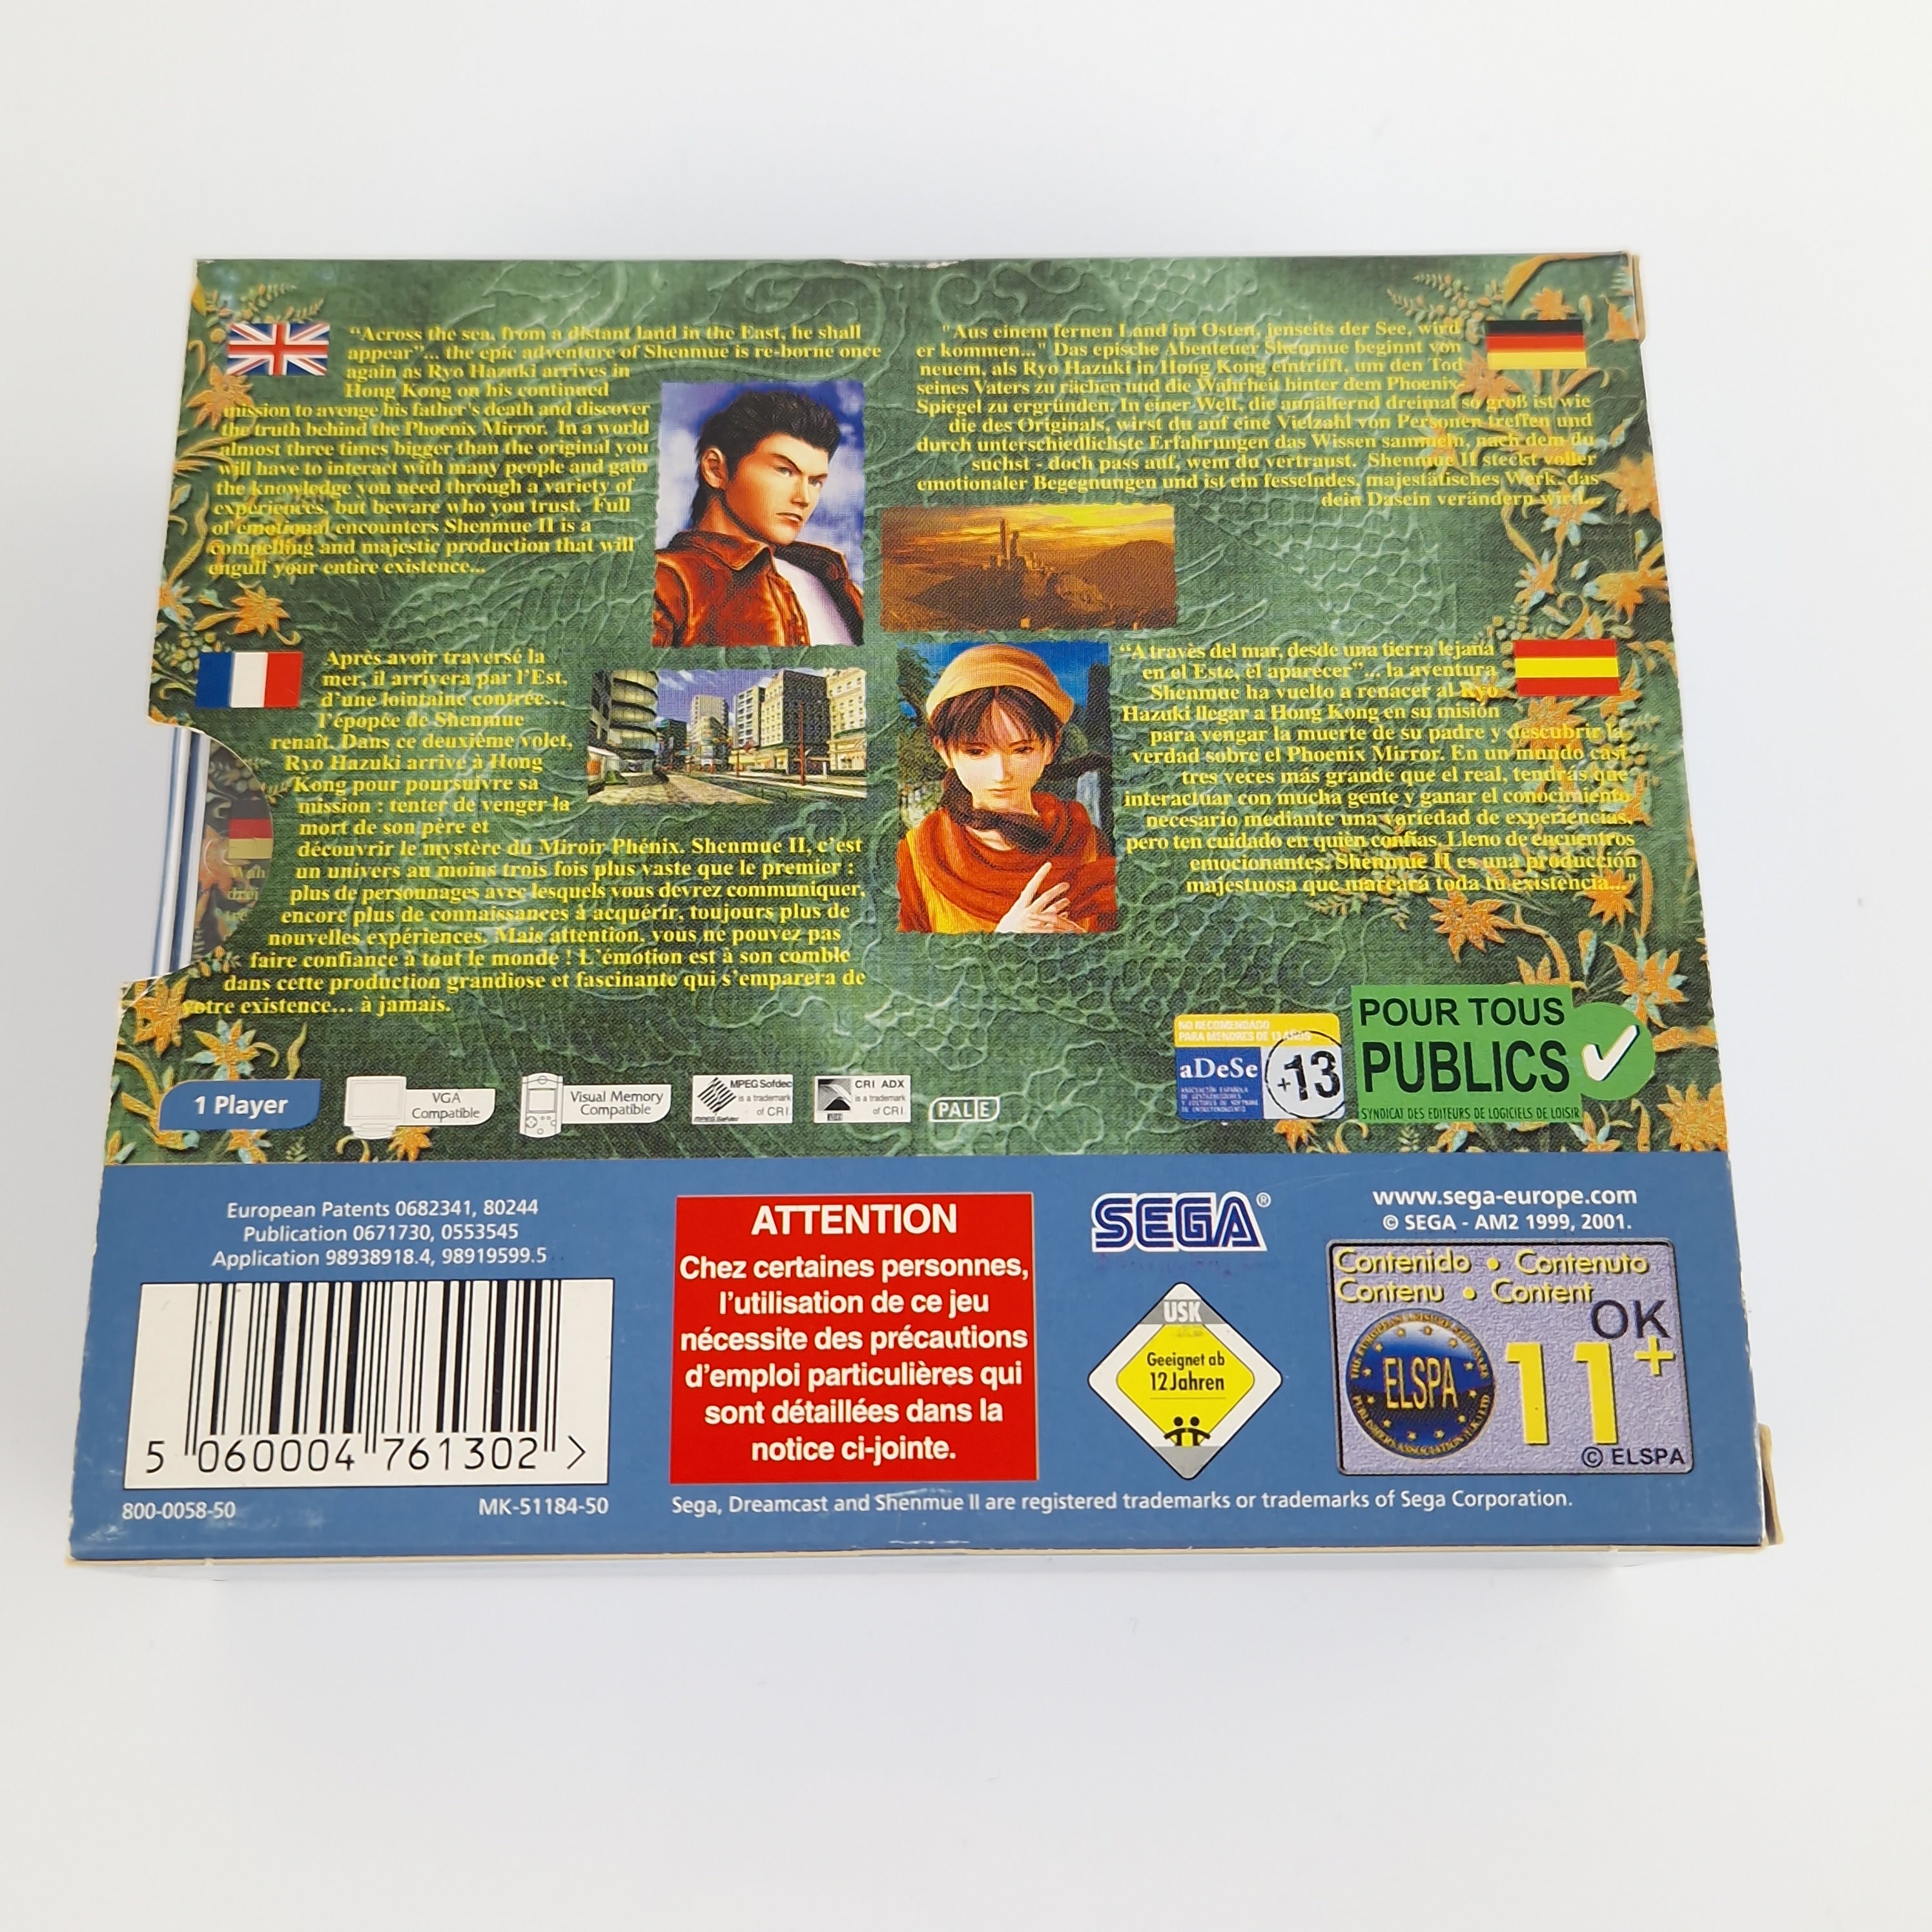 "Across the sea, from a distant land in the East, he shall
appear"... the epic adventure of Shenmue is re-borne once
again as Ryo Hazuki arrives in
Hong Kong on his continued
mission to avenge his father's death and discover
the truth behind the Phoenix Mirror. In a world
almost three times bigger than the original you
will have to interact with many people and gain
the knowledge you need through a variety of
experiences, but beware who you trust. Full
of emotional encounters Shenmue II is a
compelling and majestic production that will
engulf your entire existence...
"Aus einem fernen Land im Osten, jenseits der See, wird
er kommen..." Das epische Abenteuer Shenmue beginnt von
neuem, als Ryo Hazuki in Hong Kong eintrifft, um den Tod
seines Vaters zu rächen und die Wahrheit hinter dem Phoenix-
Spiegel zu ergründen. In einer Welt, die annähernd dreimal so groß ist wie
die des Originals, wirst du auf eine Vielzahl von Personen treffen und
durch unterschiedlichste Erfahrungen das Wissen sammeln, nach dem du
suchst - doch pass auf, wem du vertraust. Shenmue II steckt voller
emotionaler Begegnungen und ist ein fesselndes, majestätisches Werk, das
dein Dasein verändern wird...
Après avoir traversé la
mer, il arrivera par l'Est,
d'une lointaine contrée...
l'épopée de Shenmue
renaît. Dans ce deuxième volet,
Ryo Hazuki arrive à Hong
Kong pour poursuivre sa
mission : tenter de venger la
mort de son père et
découvrir le mystère du Miroir Phénix. Shenmue II, c'est
un univers au moins trois fois plus vaste que le premier :
plus de personnages avec lesquels vous devrez communiquer,
encore plus de connaissances à acquérir, toujours plus de
nouvelles expériences. Mais attention, vous ne pouvez pas
faire confiance à tout le monde ! L'émotion est à son comble
dans cette production grandiose et fascinante qui s'emparera de
votre existence... à jamais.
"A través del mar, desde una tierra lejana
en el Este, él aparecer"... la aventura
Shenmue ha vuelto a renacer al Ryo
Hazuki llegar a Hong Kong en su misión
para vengar la muerte de su padre y descubrir la
verdad sobre el Phoenix Mirror. En un mundo casi
tres veces más grande que el real, tendrás que
interactuar con mucha gente y ganar el conocimiento
necesario mediante una variedad de experiencias,
pero ten cuidado en quién confías. Lleno de encuentros
emocionantes, Shenmue II es una producción
majestuosa que marcará toda tu existencia..."
1 Player
VGA
Compatible
Visual Memory
Compatible
MPEG Sofdec
is a trademark
of CRI.
CRI ADX
is a trademark
of CRI.
PAL E
NO RECOMENDADO
PARA MENORES DE 13 AÑOS
aDeSe
+13
POUR TOUS
PUBLICS
SYNDICAT DES EDITEURS DE LOGICIELS DE LOISIR
European Patents 0682341, 80244
Publication 0671730, 0553545
Application 98938918.4, 98919599.5
5 060004 761302 >
800-0058-50
MK-51184-50
ATTENTION
Chez certaines personnes,
l'utilisation de ce jeu
nécessite des précautions
d'emploi particulières qui
sont détaillées dans la
notice ci-jointe.
SEGA®
USK
Geeignet ab
12 Jahren
www.sega-europe.com
© SEGA - AM2 1999, 2001.
Contenido • Contenuto
Contenu • Content
OK
ELSPA
11+
© ELSPA
Sega, Dreamcast and Shenmue II are registered trademarks or trademarks of Sega Corporation.